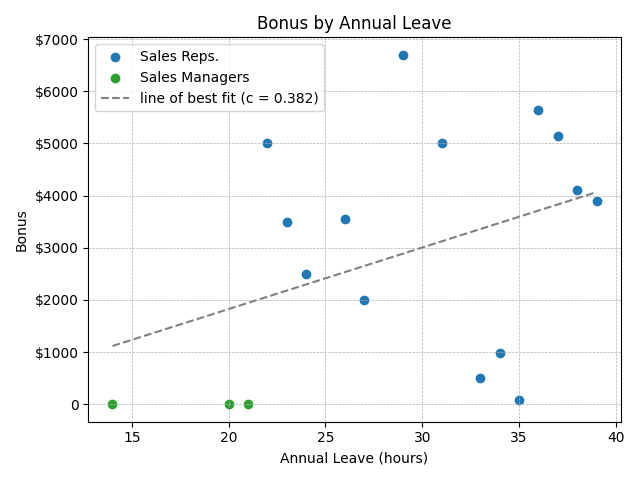 Bonus by Annual Leave
Sales Reps.
Sales Managers
line of best fit (c = 0.382)
$7000
$6000
$5000
$4000
$3000
$2000
$1000
0
Bonus
15 20 25 30 35 40
Annual Leave (hours)